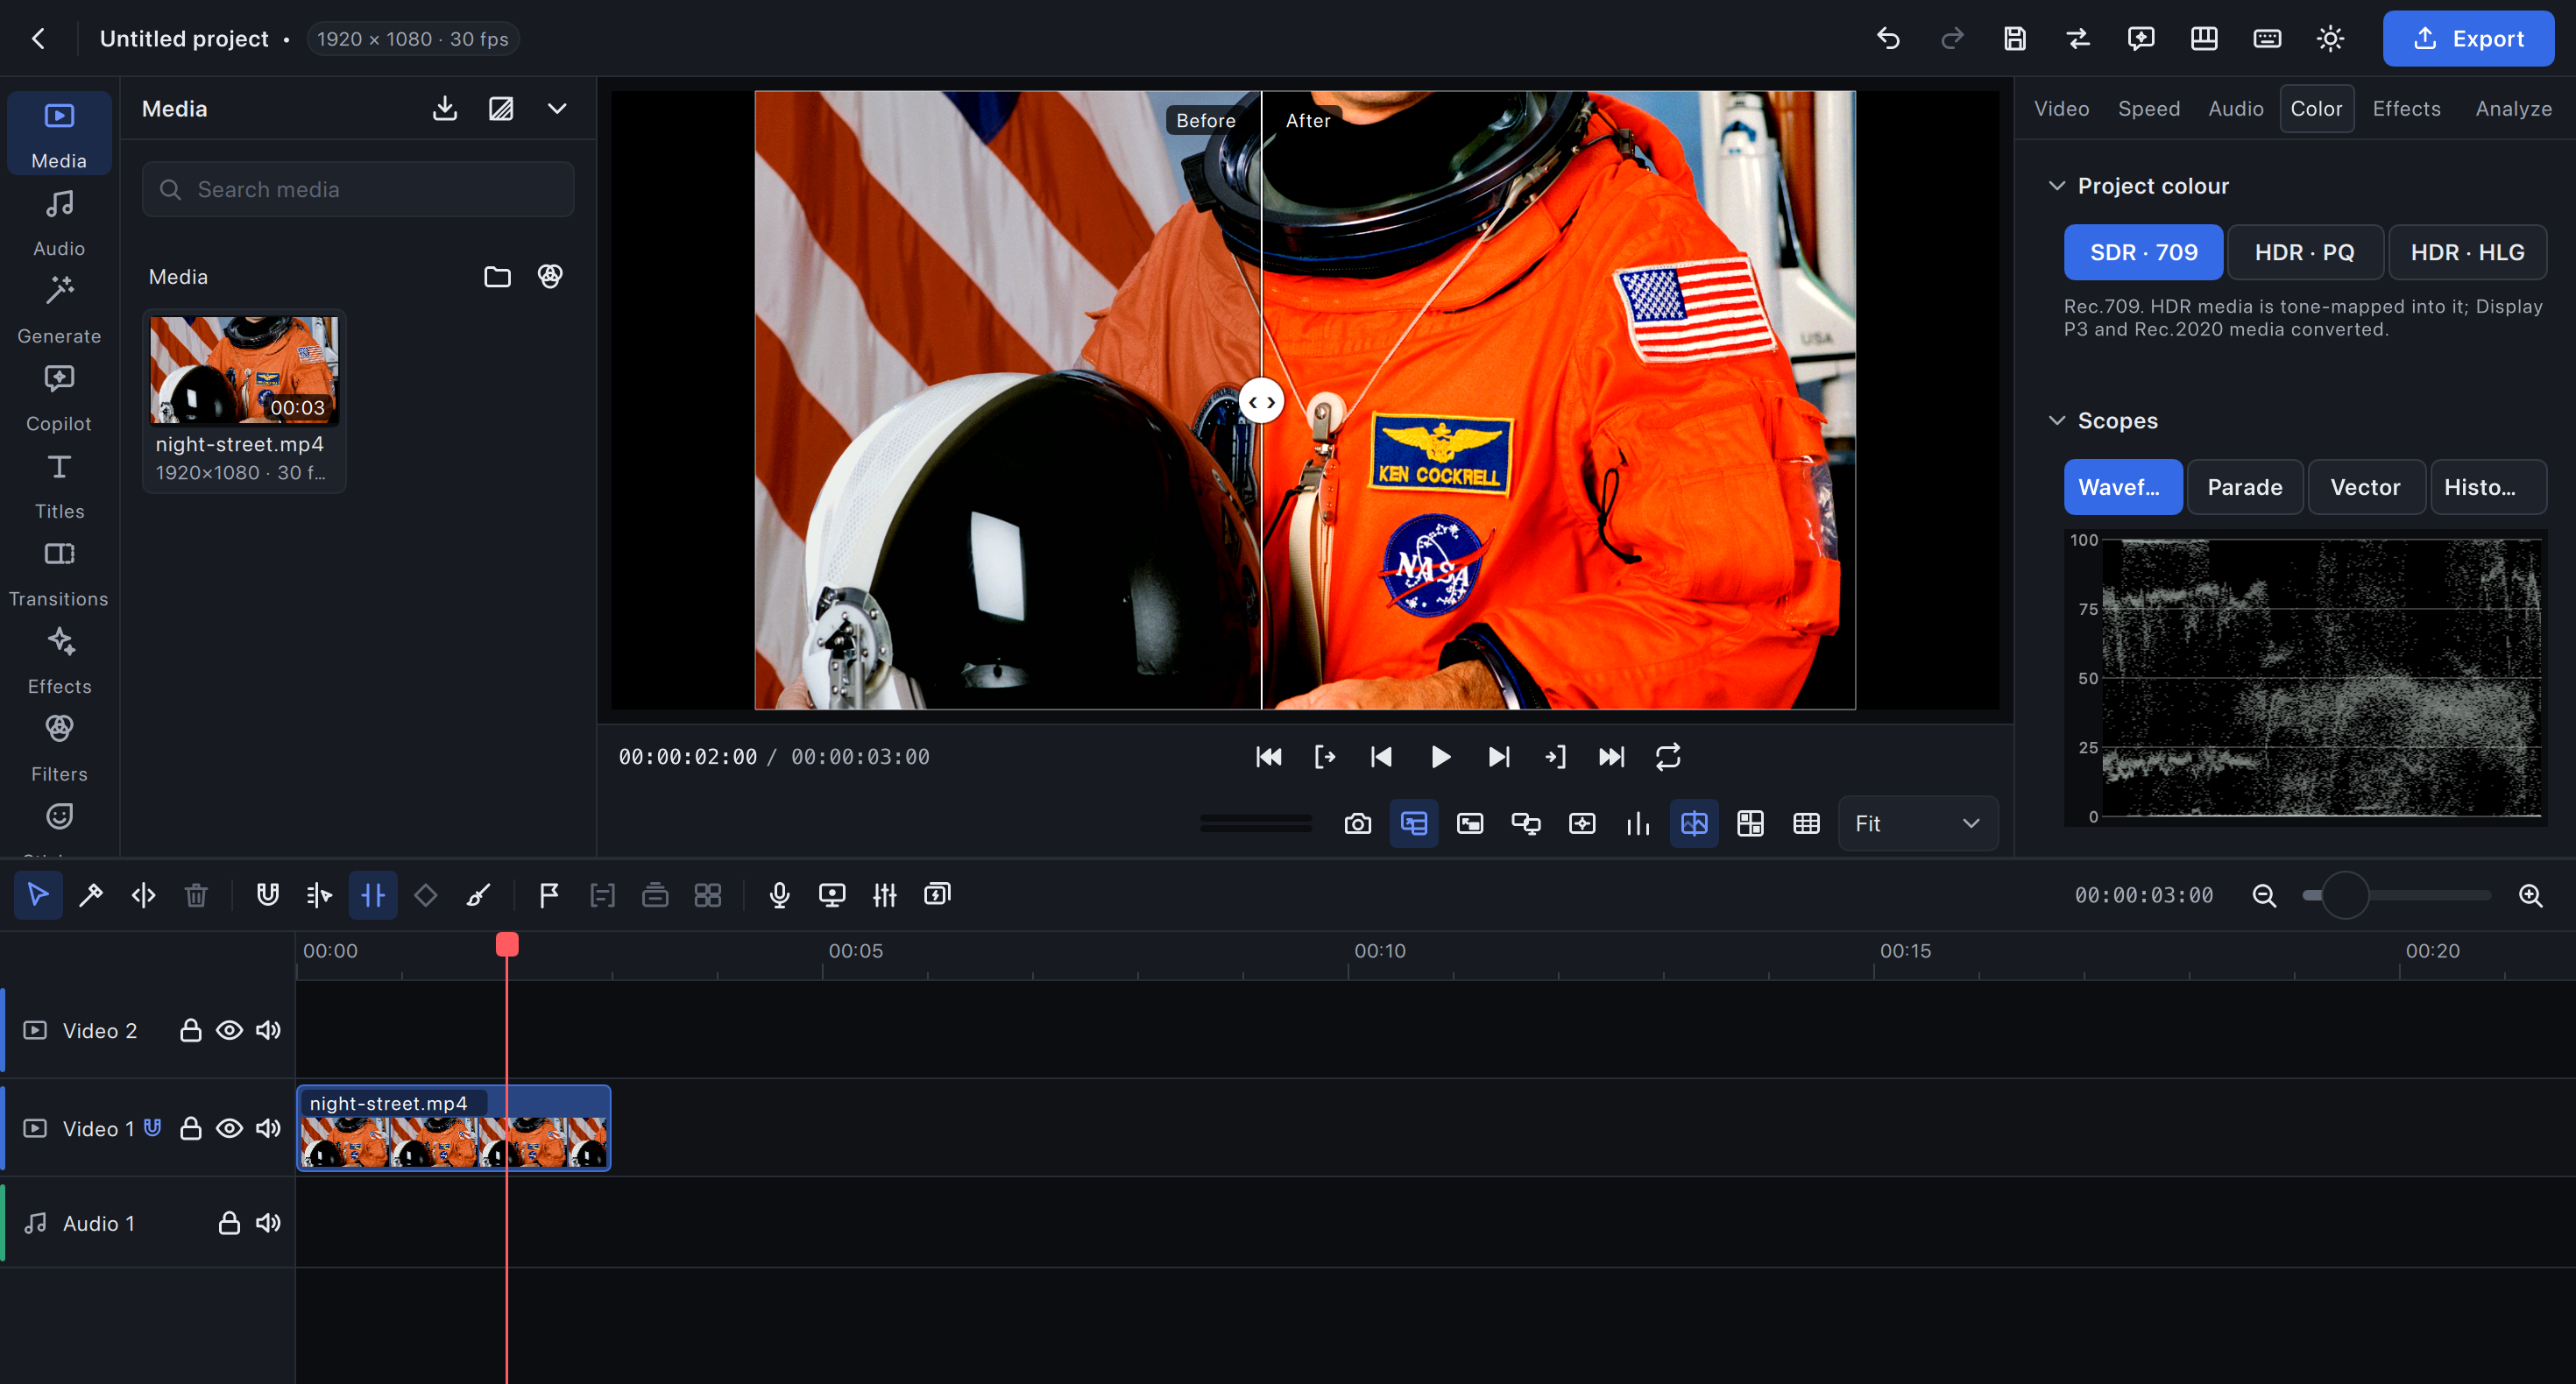 Untitled project •
1920 × 1080 · 30 fps
Export
Media
Audio
Generate
Copilot
Titles
Transitions
Effects
Filters
Media
Search media
Media
00:03
night-street.mp4
1920×1080 · 30 f...
Before
After
USA
KEN COCKRELL
NASA
00:00:02:00 / 00:00:03:00
Fit
Video
Speed
Audio
Color
Effects
Analyze
Project colour
SDR · 709
HDR · PQ
HDR · HLG
Rec.709. HDR media is tone-mapped into it; Display
P3 and Rec.2020 media converted.
Scopes
Wavef...
Parade
Vector
Histo...
100
75
50
25
0
00:00:03:00
00:00
00:05
00:10
00:15
00:20
Video 2
Video 1
night-street.mp4
Audio 1